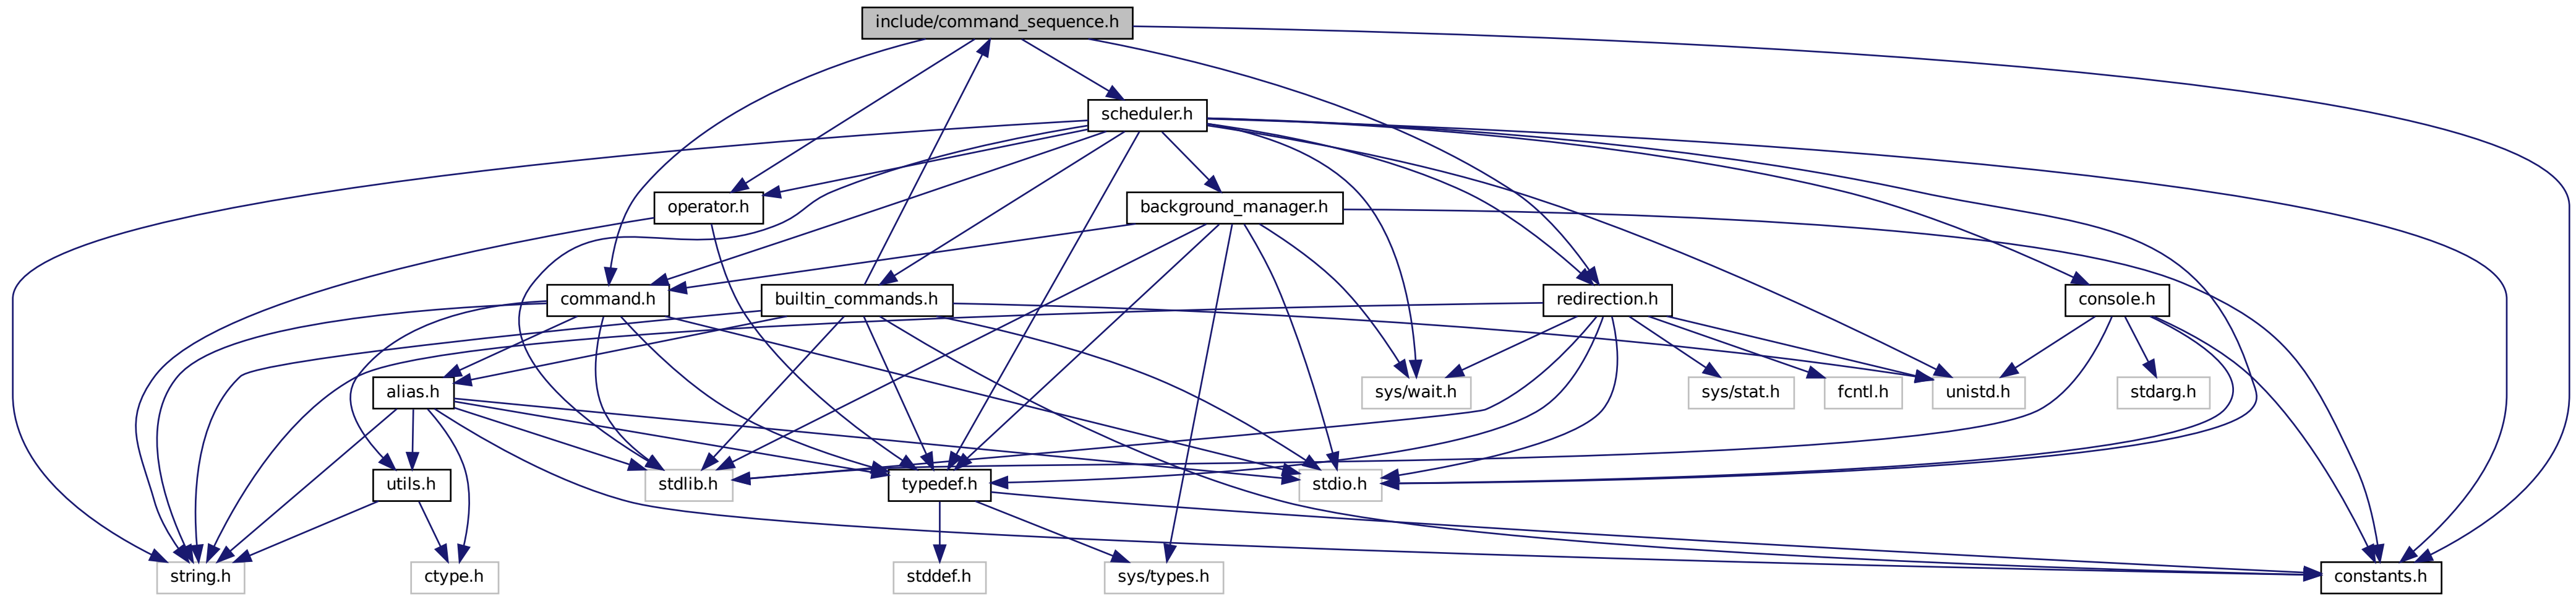 include/command_sequence.h
scheduler.h
operator.h
background_manager.h
command.h
builtin_commands.h
redirection.h
console.h
alias.h
sys/wait.h
sys/stat.h
fcntl.h
unistd.h
stdarg.h
utils.h
stdlib.h
typedef.h
stdio.h
string.h
ctype.h
stddef.h
sys/types.h
constants.h